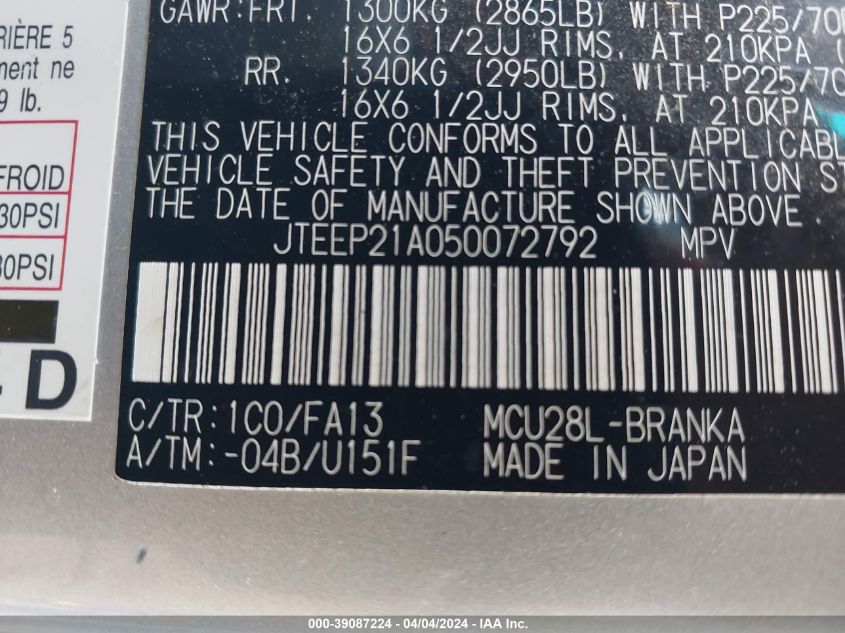 RIÈRE 5
ment ne
9 lb.
FROID
30PSI
30PSI
D
GAWR:FRT. 1300KG (2865LB) WITH P225/70
16X6 1/2JJ RIMS, AT 210KPA (
RR. 1340KG (2950LB) WITH P225/70
16X6 1/2JJ RIMS, AT 210KPA
THIS VEHICLE CONFORMS TO ALL APPLICABL
VEHICLE SAFETY AND THEFT PREVENTION ST
THE DATE OF MANUFACTURE SHOWN ABOVE
JTEEP21A050072792 MPV
C/TR:1C0/FA13 MCU28L-BRANKA
A/TM:-04B/U151F MADE IN JAPAN
000-39087224 - 04/04/2024 - IAA Inc.